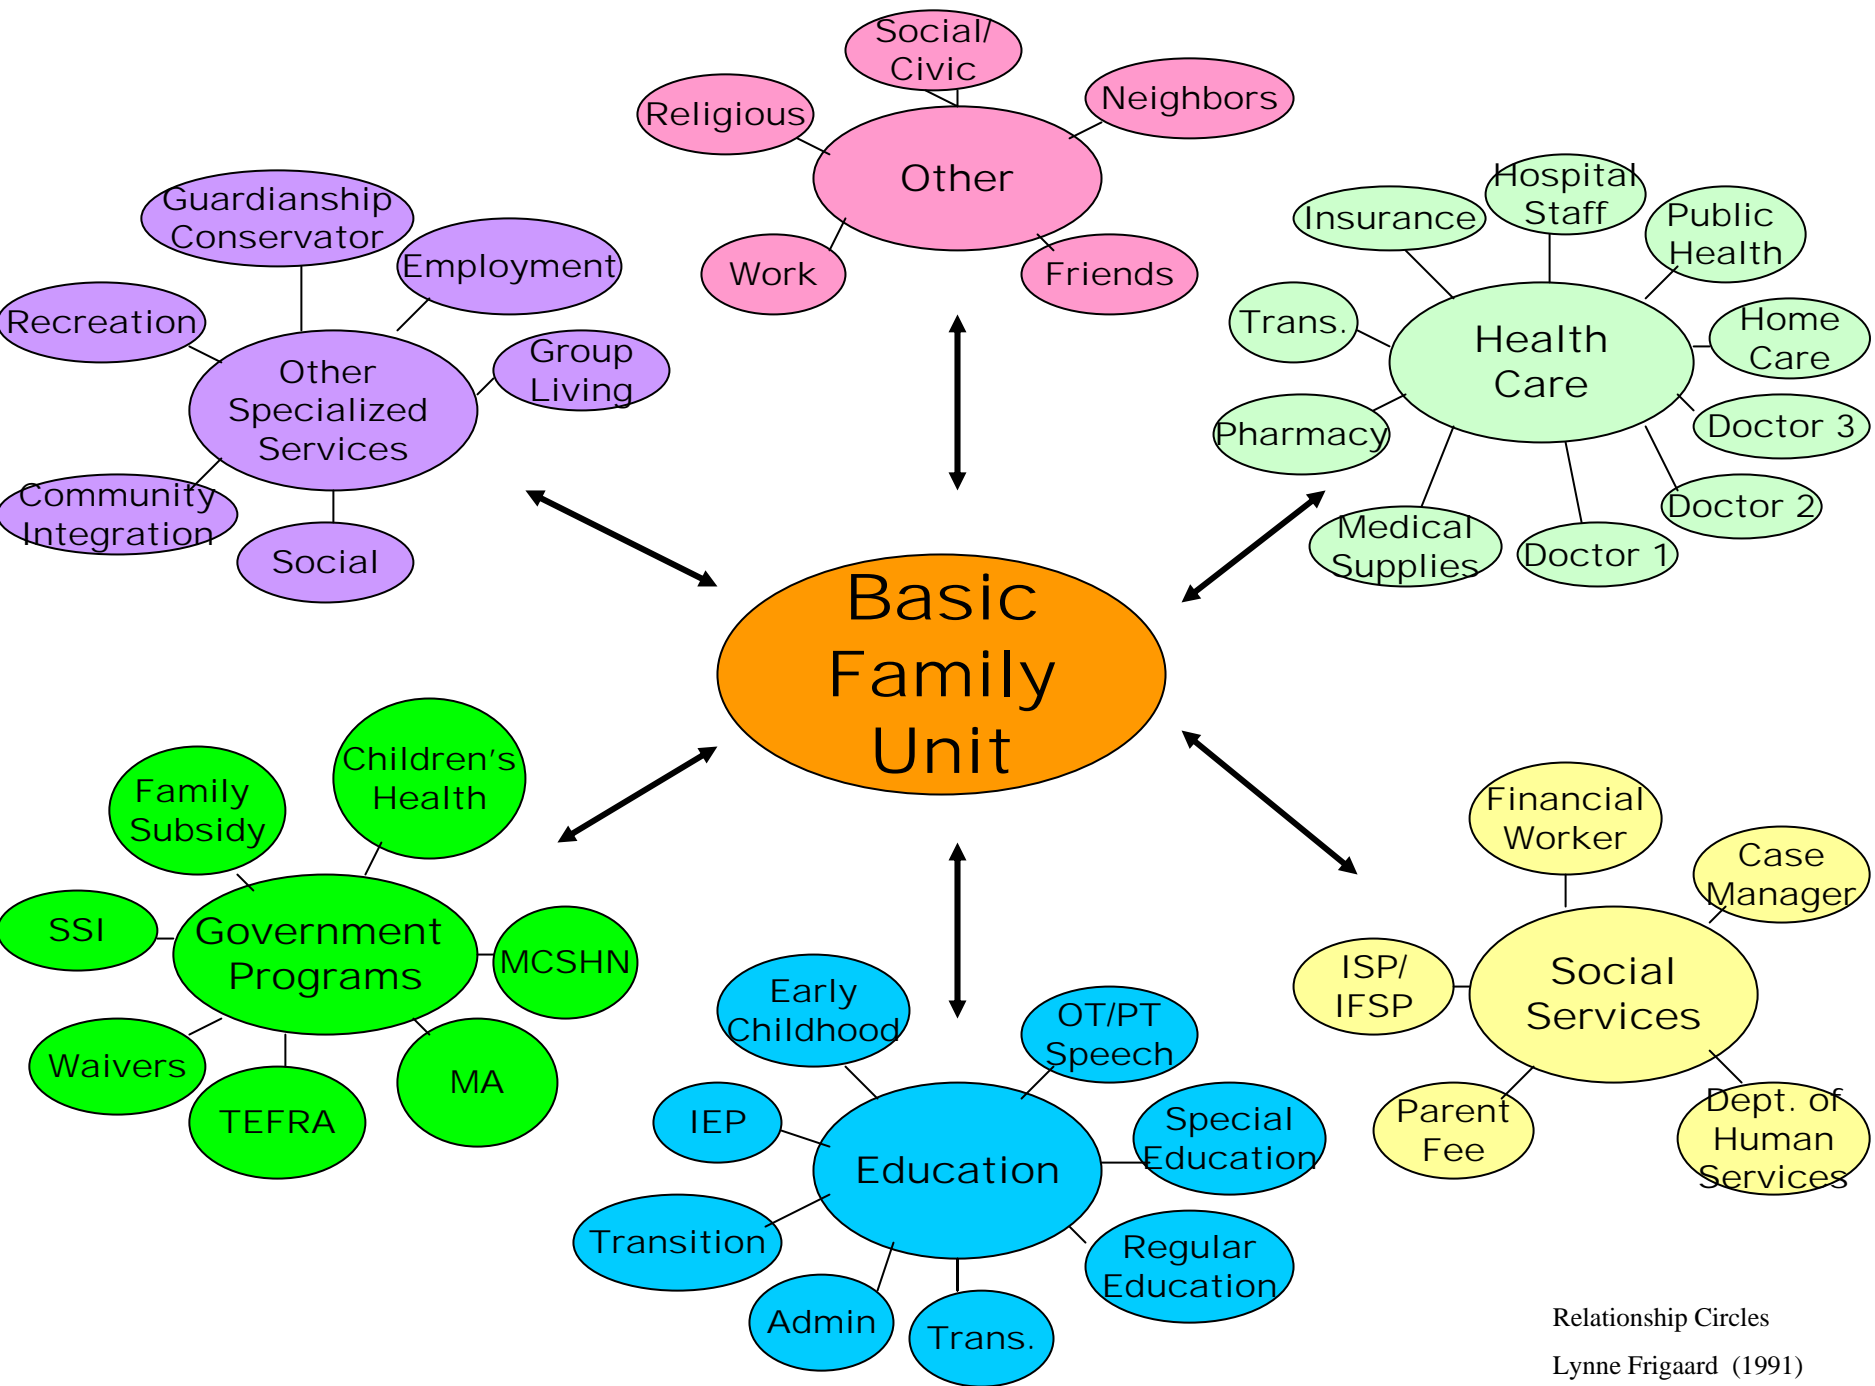 Social/
Civic
Religious
Neighbors
Other
Work
Friends
Guardianship
Conservator
Employment
Recreation
Group
Living
Other
Specialized
Services
Community
Integration
Social
Hospital
Staff
Insurance
Public
Health
Trans.
Home
Care
Health
Care
Pharmacy
Doctor 3
Medical
Supplies
Doctor 1
Doctor 2
Basic
Family
Unit
Children's
Health
Family
Subsidy
SSI
Government
Programs
MCSHN
Waivers
TEFRA
MA
Early
Childhood
OT/PT
Speech
IEP
Special
Education
Education
Transition
Regular
Education
Admin
Trans.
Financial
Worker
Case
Manager
ISP/
IFSP
Social
Services
Parent
Fee
Dept. of
Human
Services
Relationship Circles
Lynne Frigaard (1991)